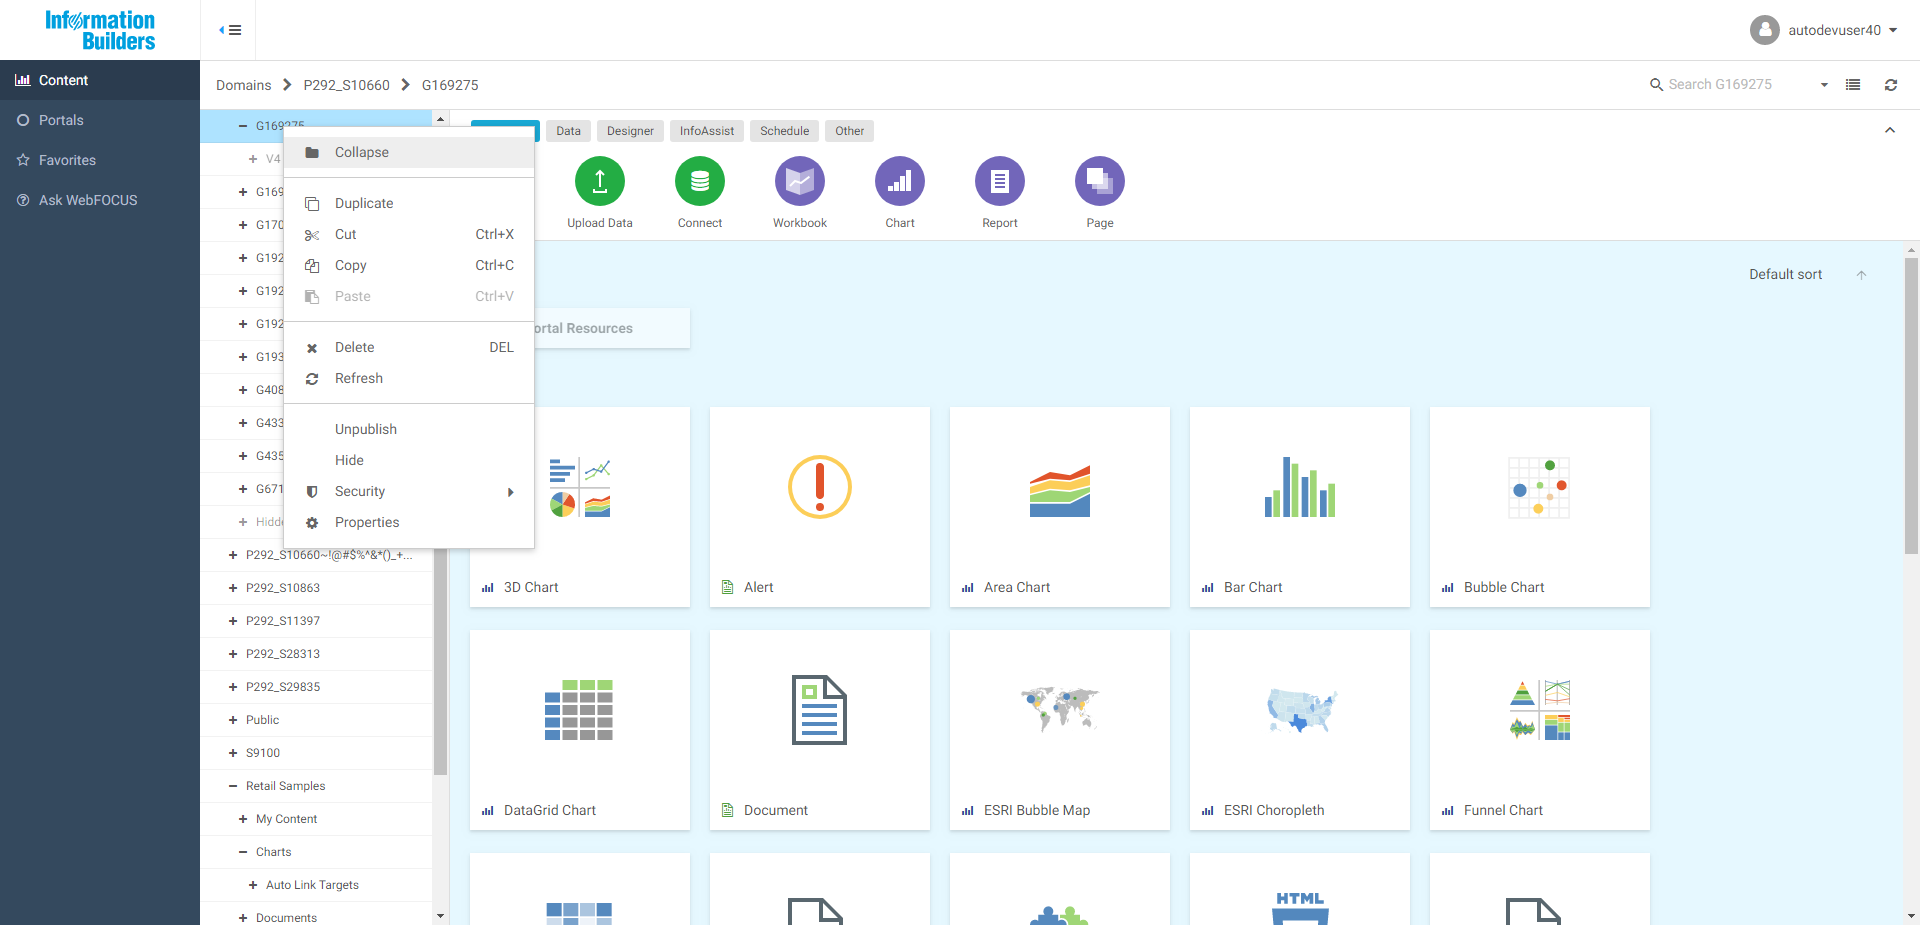 Information
Builders
autodevuser40
Content
Portals
Favorites
Ask WebFOCUS
Domains P292_S10660 G169275
Search G169275
G169275
V4
G169
G170
G192
G192
G192
G193
G408
G433
G435
G671
Hidde
P292_S10660~!@#$%^&*()_+...
P292_S10863
P292_S11397
P292_S28313
P292_S29835
Public
S9100
Retail Samples
My Content
Charts
Auto Link Targets
Documents
Collapse
Duplicate
Cut Ctrl+X
Copy Ctrl+C
Paste Ctrl+V
Delete DEL
Refresh
Unpublish
Hide
Security
Properties
Data Designer InfoAssist Schedule Other
Upload Data Connect Workbook Chart Report Page
Default sort
ortal Resources
3D Chart Alert Area Chart Bar Chart Bubble Chart
DataGrid Chart Document ESRI Bubble Map ESRI Choropleth Funnel Chart
HTML